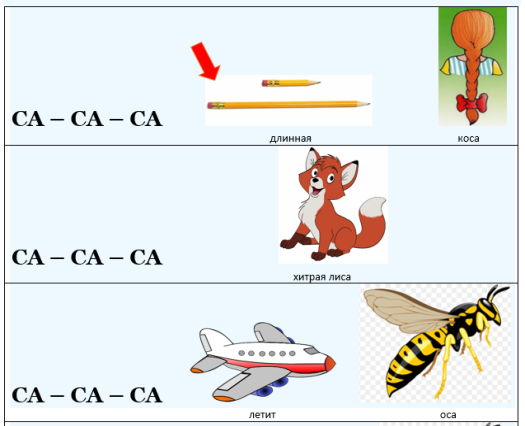 СА – СА – СА
длинная
коса
СА – СА – СА
хитрая лиса
СА – СА – СА
летит
оса